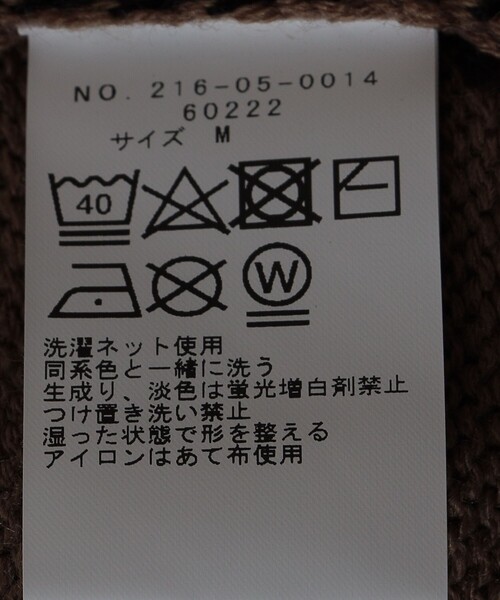 NO. 216-05-0014
60222
サイズ M
40
W
洗濯ネット使用
同系色と一緒に洗う
生成り、淡色は蛍光増白剤禁止
つけ置き洗い禁止
湿った状態で形を整える
アイロンはあて布使用